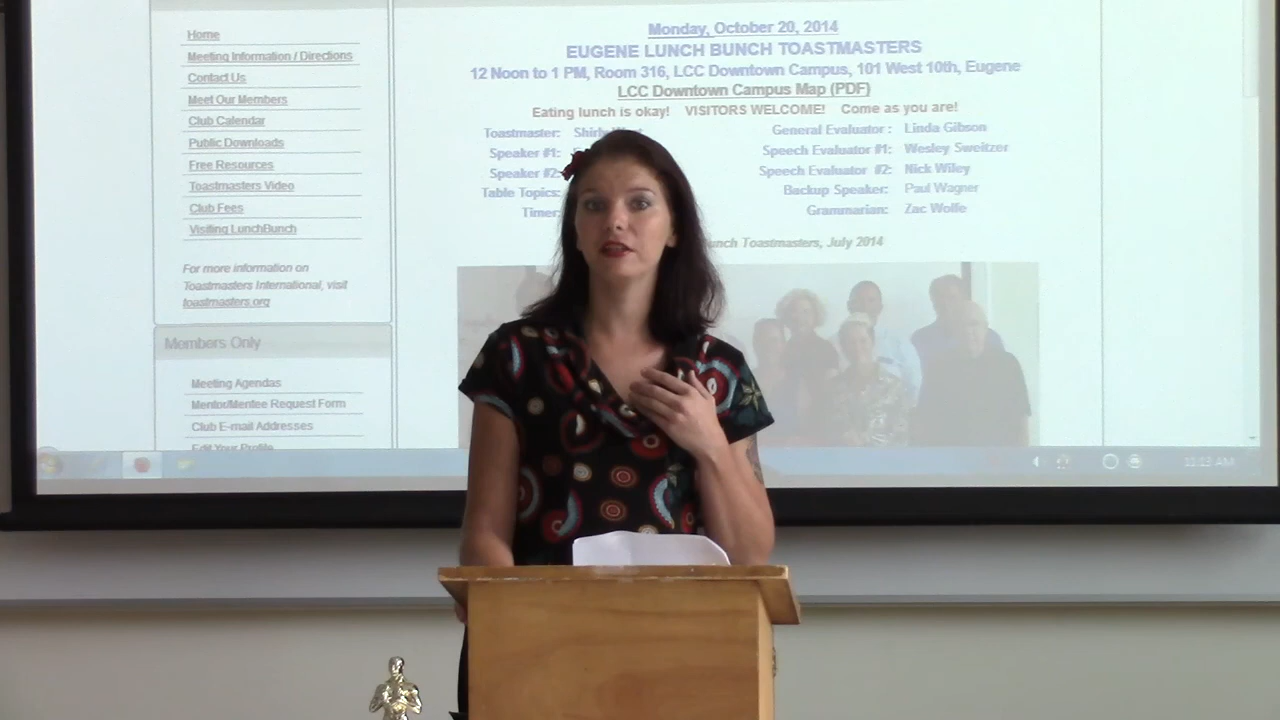 Home
Meeting Information / Directions
Contact Us
Meet Our Members
Club Calendar
Public Downloads
Free Resources
Toastmasters Video
Club Fees
Visiting LunchBunch
For more information on
Toastmasters International, visit
toastmasters.org
Members Only
Meeting Agendas
Mentor/Mentee Request Form
Club E-mail Addresses
Edit Your Profile
Monday, October 20, 2014
EUGENE LUNCH BUNCH TOASTMASTERS
12 Noon to 1 PM, Room 316, LCC Downtown Campus, 101 West 10th, Eugene
LCC Downtown Campus Map (PDF)
Eating lunch is okay! VISITORS WELCOME! Come as you are!
Toastmaster:
Speaker #1:
Speaker #2:
Table Topics:
Timer:
General Evaluator : Linda Gibson
Speech Evaluator #1: Wesley Sweitzer
Speech Evaluator #2: Nick Wiley
Backup Speaker: Paul Wagner
Grammarian: Zac Wolfe
Toastmasters, July 2014